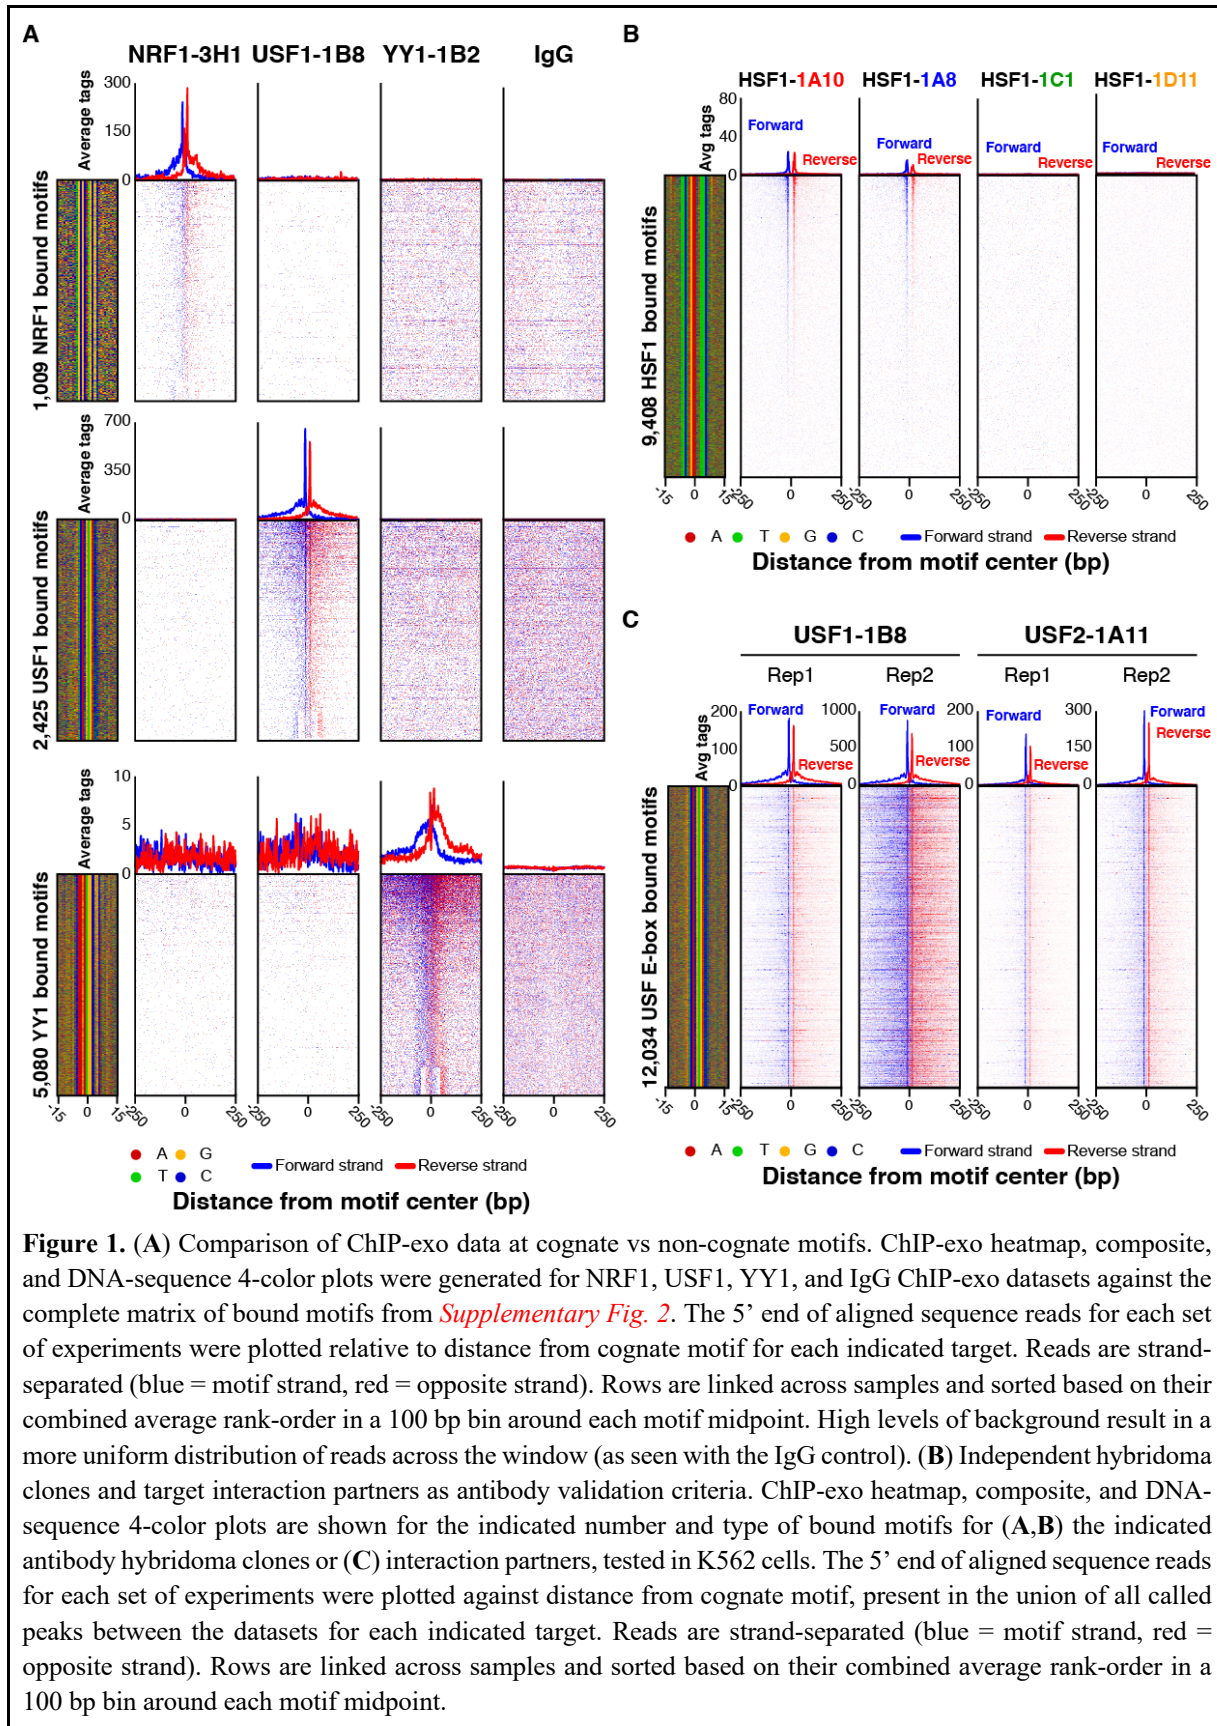 A
NRF1-3H1 USF1-1B8 YY1-1B2 IgG
300
150
0
Average tags
1,009 NRF1 bound motifs
700
350
0
Average tags
2,425 USF1 bound motifs
10
5
0
Average tags
5,080 YY1 bound motifs
-15 0 15
-250 0 250
-250 0 250
-250 0 250
-250 0 250
A G
T C
Forward strand Reverse strand
Distance from motif center (bp)
B
HSF1-1A10 HSF1-1A8 HSF1-1C1 HSF1-1D11
80
40
0
Avg tags
Forward Reverse
Forward Reverse
Forward Reverse
Forward Reverse
9,408 HSF1 bound motifs
-15 0 15
-250 0 250
-250 0 250
-250 0 250
-250 0 250
A T G C Forward strand Reverse strand
Distance from motif center (bp)
C
USF1-1B8 USF2-1A11
Rep1 Rep2 Rep1 Rep2
200
100
0
Avg tags
Forward Reverse
1000
500
0
Forward Reverse
200
100
0
Forward Reverse
300
150
0
Forward Reverse
12,034 USF E-box bound motifs
-15 0 15
-250 0 250
-250 0 250
-250 0 250
-250 0 250
A T G C Forward strand Reverse strand
Distance from motif center (bp)
Figure 1. (A) Comparison of ChIP-exo data at cognate vs non-cognate motifs. ChIP-exo heatmap, composite,
and DNA-sequence 4-color plots were generated for NRF1, USF1, YY1, and IgG ChIP-exo datasets against the
complete matrix of bound motifs from Supplementary Fig. 2. The 5’ end of aligned sequence reads for each set
of experiments were plotted relative to distance from cognate motif for each indicated target. Reads are strand-
separated (blue = motif strand, red = opposite strand). Rows are linked across samples and sorted based on their
combined average rank-order in a 100 bp bin around each motif midpoint. High levels of background result in a
more uniform distribution of reads across the window (as seen with the IgG control). (B) Independent hybridoma
clones and target interaction partners as antibody validation criteria. ChIP-exo heatmap, composite, and DNA-
sequence 4-color plots are shown for the indicated number and type of bound motifs for (A,B) the indicated
antibody hybridoma clones or (C) interaction partners, tested in K562 cells. The 5’ end of aligned sequence reads
for each set of experiments were plotted against distance from cognate motif, present in the union of all called
peaks between the datasets for each indicated target. Reads are strand-separated (blue = motif strand, red =
opposite strand). Rows are linked across samples and sorted based on their combined average rank-order in a
100 bp bin around each motif midpoint.